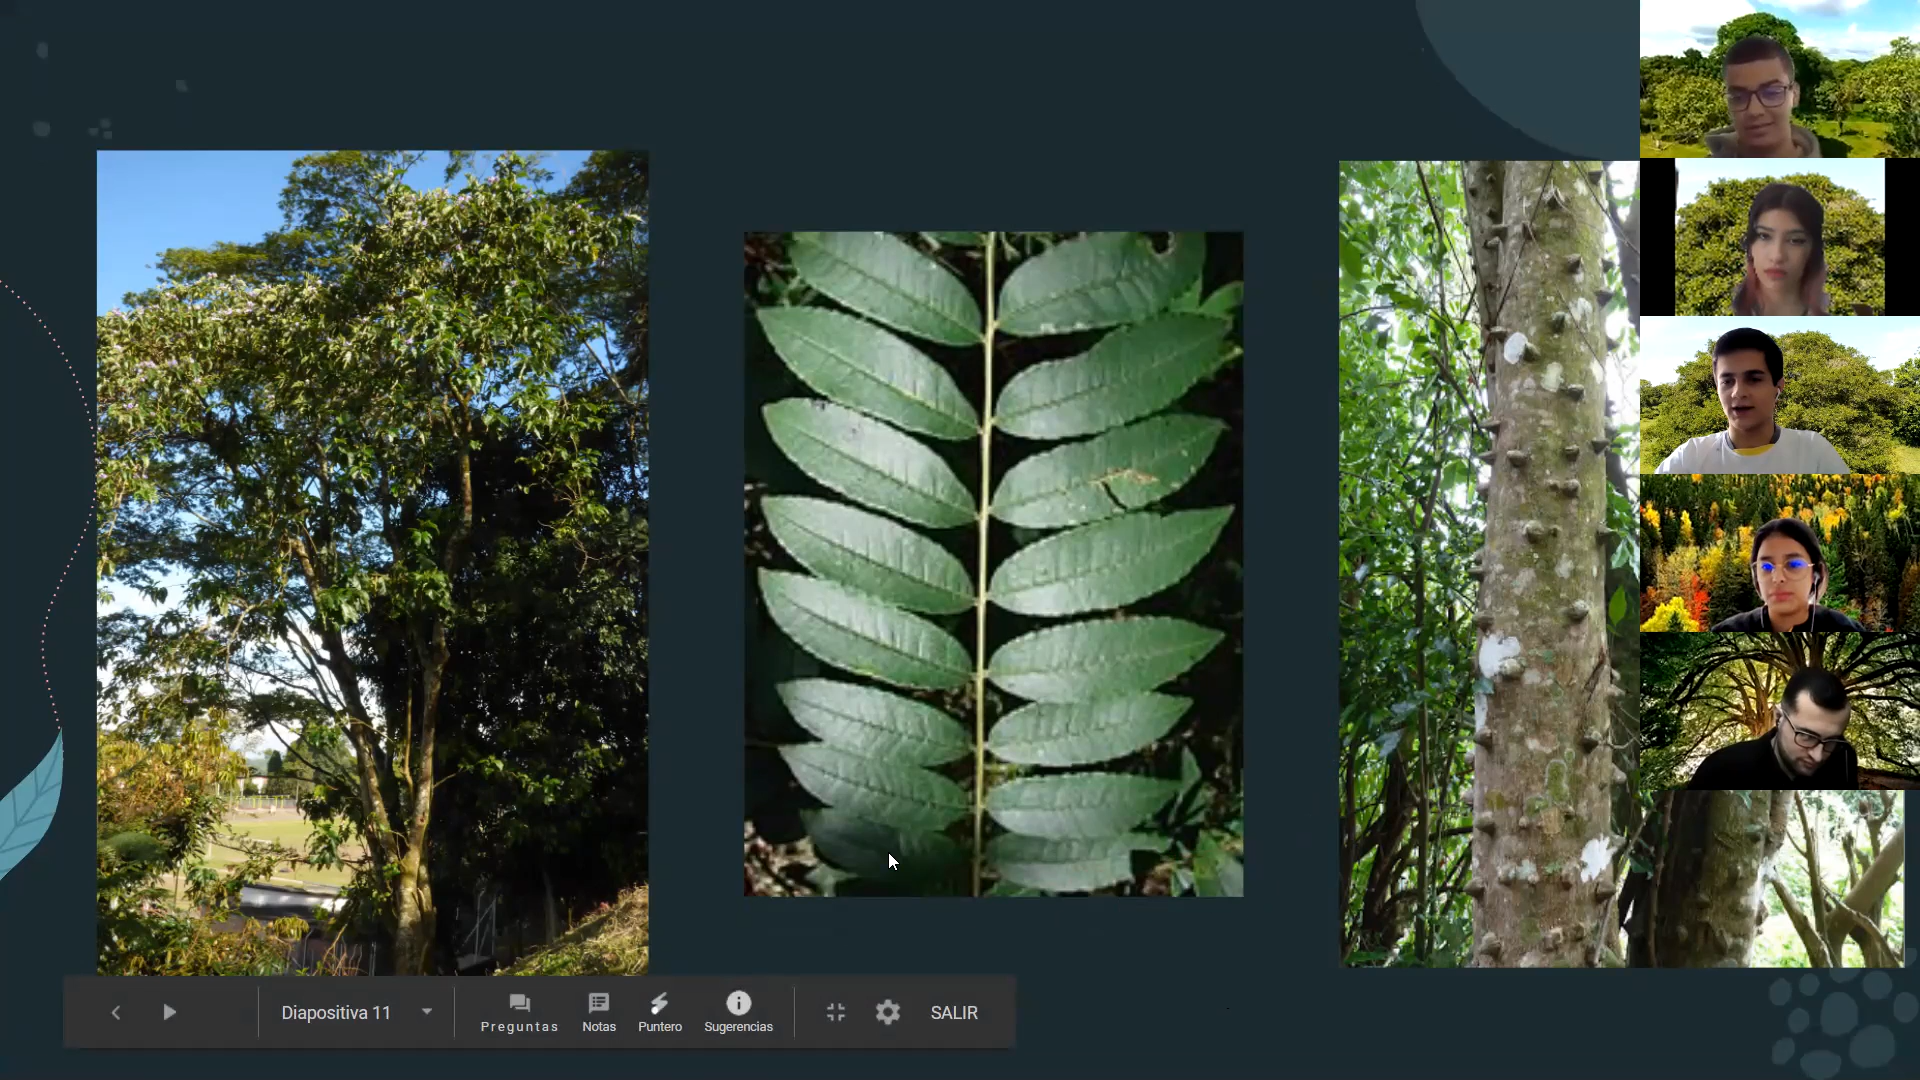 Diapositiva 11
Preguntas
Notas
Puntero
Sugerencias
SALIR